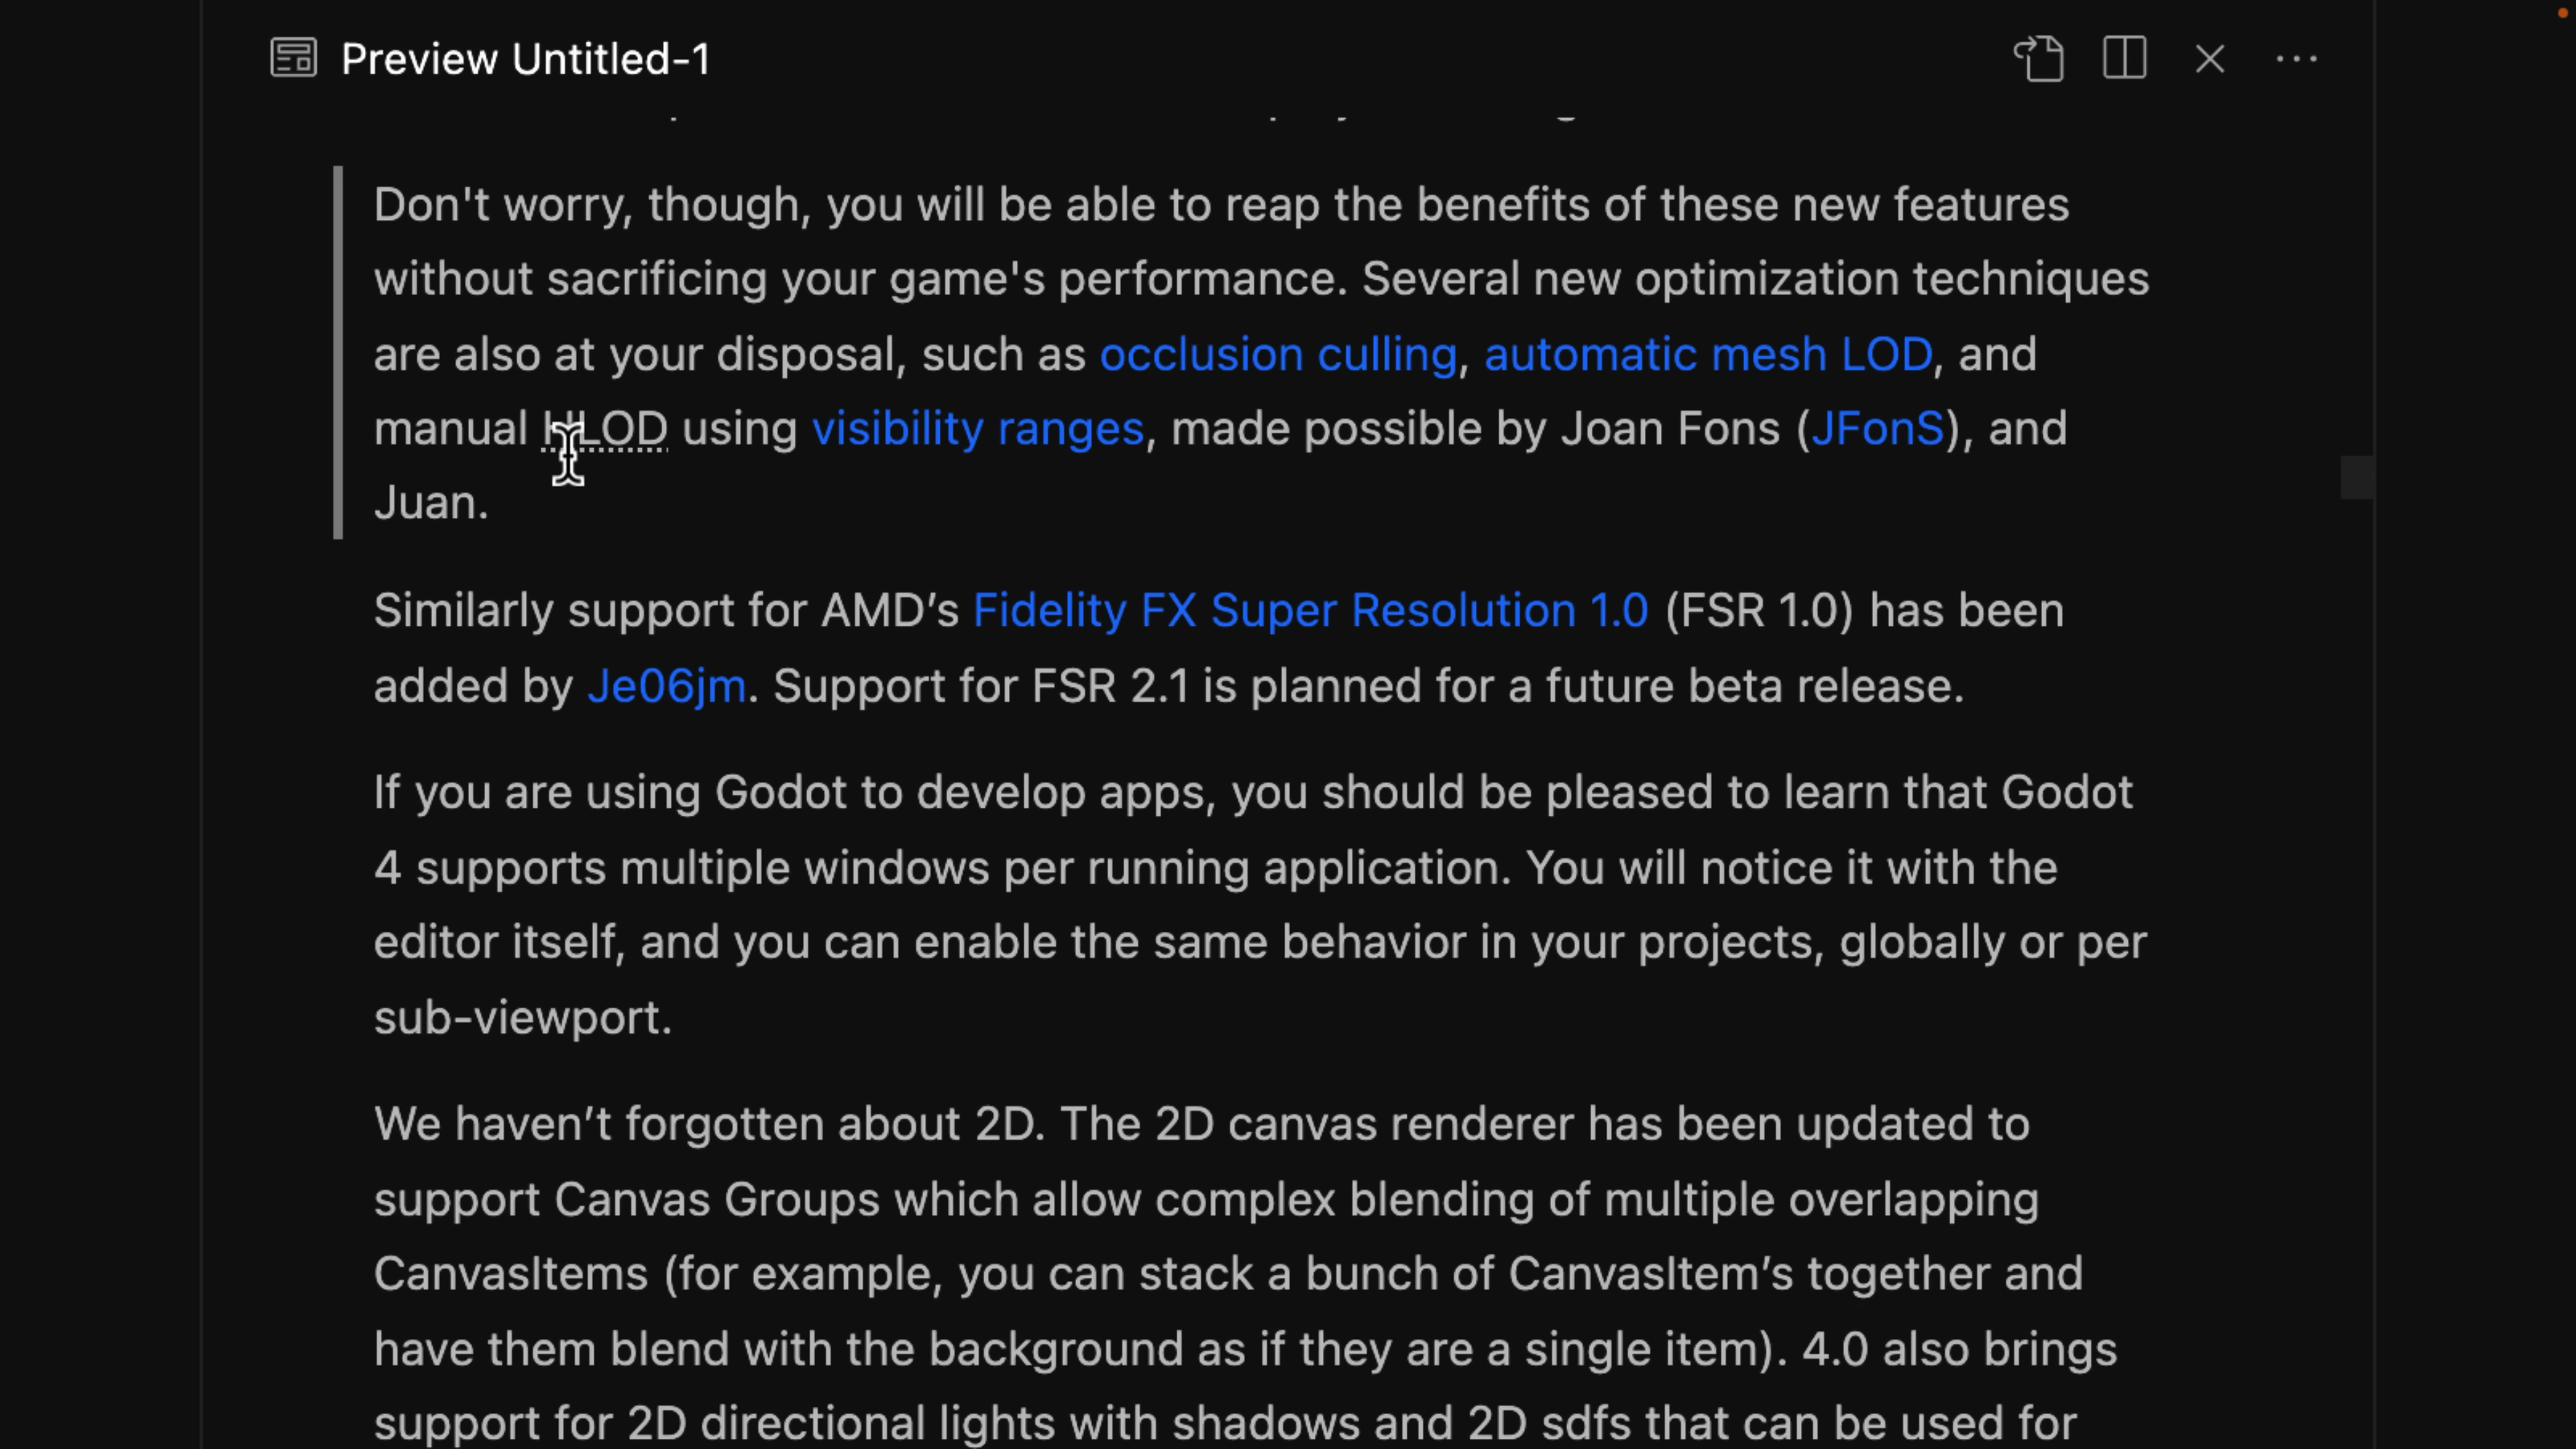 Preview Untitled-1
Don't worry, though, you will be able to reap the benefits of these new features
without sacrificing your game's performance. Several new optimization techniques
are also at your disposal, such as occlusion culling, automatic mesh LOD, and
manual HLOD using visibility ranges, made possible by Joan Fons (JFonS), and
Juan.
Similarly support for AMD’s Fidelity FX Super Resolution 1.0 (FSR 1.0) has been
added by Je06jm. Support for FSR 2.1 is planned for a future beta release.
If you are using Godot to develop apps, you should be pleased to learn that Godot
4 supports multiple windows per running application. You will notice it with the
editor itself, and you can enable the same behavior in your projects, globally or per
sub-viewport.
We haven’t forgotten about 2D. The 2D canvas renderer has been updated to
support Canvas Groups which allow complex blending of multiple overlapping
CanvasItems (for example, you can stack a bunch of CanvasItem’s together and
have them blend with the background as if they are a single item). 4.0 also brings
support for 2D directional lights with shadows and 2D sdfs that can be used for